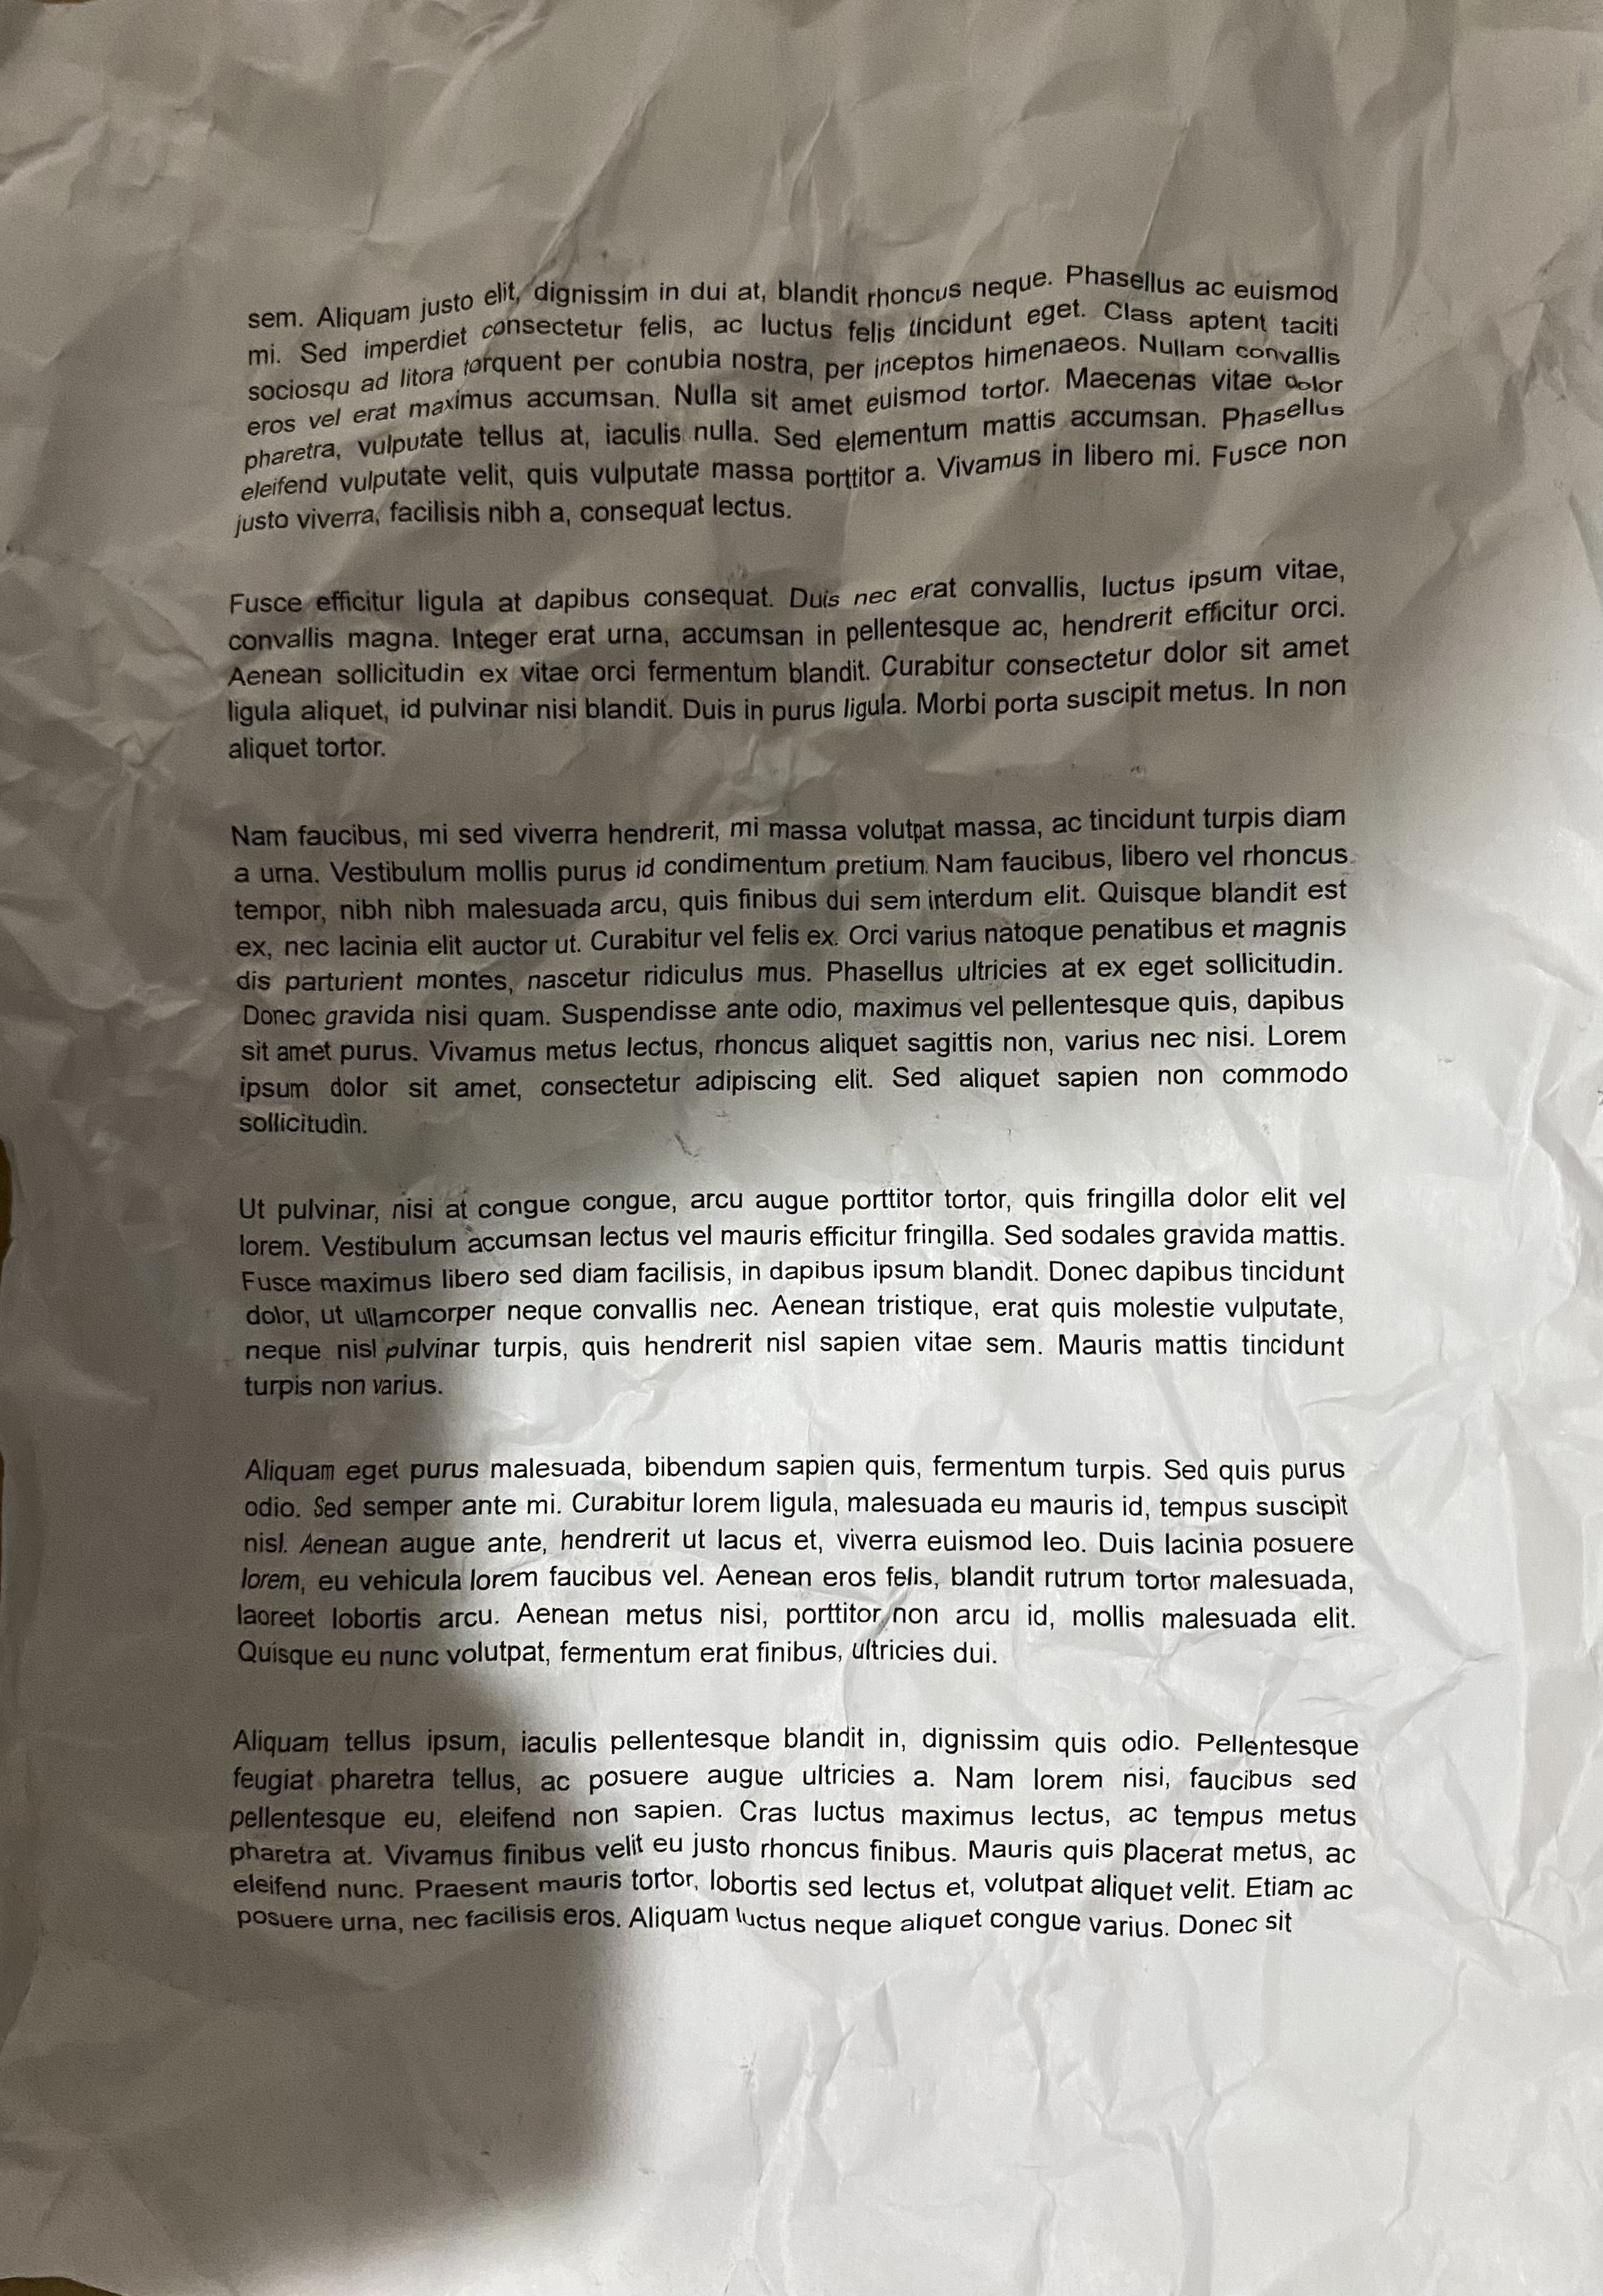 sem. Aliquam justo elit, dignissim in dui at, blandit rhoncus neque. Phasellus ac euismod
mi. Sed imperdiet consectetur felis, ac luctus felis tincidunt eget. Class aptent taciti
sociosqu ad litora torquent per conubia nostra, per inceptos himenaeos. Nullam convallis
eros vel erat maximus accumsan. Nulla sit amet euismod tortor. Maecenas vitae dolor
pharetra, vulputate tellus at, iaculis nulla. Sed elementum mattis accumsan. Phasellus
eleifend vulputate velit, quis vulputate massa porttitor a. Vivamus in libero mi. Fusce non
justo viverra, facilisis nibh a, consequat lectus.
Fusce efficitur ligula at dapibus consequat. Duis nec erat convallis, luctus ipsum vitae,
convallis magna. Integer erat urna, accumsan in pellentesque ac, hendrerit efficitur orci.
Aenean sollicitudin ex vitae orci fermentum blandit. Curabitur consectetur dolor sit amet
ligula aliquet, id pulvinar nisi blandit. Duis in purus ligula. Morbi porta suscipit metus. In non
aliquet tortor.
Nam faucibus, mi sed viverra hendrerit, mi massa volutpat massa, ac tincidunt turpis diam
a urna. Vestibulum mollis purus id condimentum pretium. Nam faucibus, libero vel rhoncus
tempor, nibh nibh malesuada arcu, quis finibus dui sem interdum elit. Quisque blandit est
ex, nec lacinia elit auctor ut. Curabitur vel felis ex. Orci varius natoque penatibus et magnis
dis parturient montes, nascetur ridiculus mus. Phasellus ultricies at ex eget sollicitudin.
Donec gravida nisi quam. Suspendisse ante odio, maximus vel pellentesque quis, dapibus
sit amet purus. Vivamus metus lectus, rhoncus aliquet sagittis non, varius nec nisi. Lorem
ipsum dolor sit amet, consectetur adipiscing elit. Sed aliquet sapien non commodo
sollicitudin.
Ut pulvinar, nisi at congue congue, arcu augue porttitor tortor, quis fringilla dolor elit vel
lorem. Vestibulum accumsan lectus vel mauris efficitur fringilla. Sed sodales gravida mattis.
Fusce maximus libero sed diam facilisis, in dapibus ipsum blandit. Donec dapibus tincidunt
dolor, ut ullamcorper neque convallis nec. Aenean tristique, erat quis molestie vulputate,
neque nisl pulvinar turpis, quis hendrerit nisl sapien vitae sem. Mauris mattis tincidunt
turpis non varius.
Aliquam eget purus malesuada, bibendum sapien quis, fermentum turpis. Sed quis purus
odio. Sed semper ante mi. Curabitur lorem ligula, malesuada eu mauris id, tempus suscipit
nisl. Aenean augue ante, hendrerit ut lacus et, viverra euismod leo. Duis lacinia posuere
lorem, eu vehicula lorem faucibus vel. Aenean eros felis, blandit rutrum tortor malesuada,
laoreet lobortis arcu. Aenean metus nisi, porttitor non arcu id, mollis malesuada elit.
Quisque eu nunc volutpat, fermentum erat finibus, ultricies dui.
Aliquam tellus ipsum, iaculis pellentesque blandit in, dignissim quis odio. Pellentesque
feugiat pharetra tellus, ac posuere augue ultricies a. Nam lorem nisi, faucibus sed
pellentesque eu, eleifend non sapien. Cras luctus maximus lectus, ac tempus metus
pharetra at. Vivamus finibus velit eu justo rhoncus finibus. Mauris quis placerat metus, ac
eleifend nunc. Praesent mauris tortor, lobortis sed lectus et, volutpat aliquet velit. Etiam ac
posuere urna, nec facilisis eros. Aliquam luctus neque aliquet congue varius. Donec sit